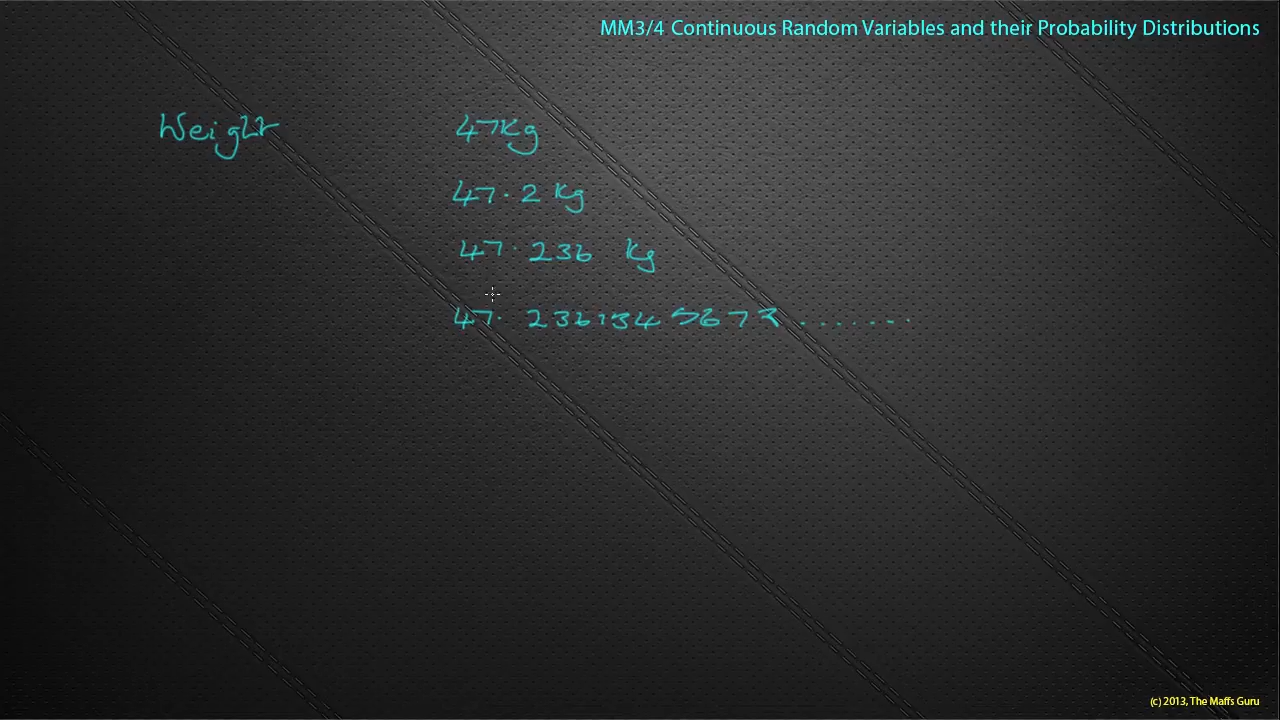 MM3/4 Continuous Random Variables and their Probability Distributions
Weight
47Kg
47.2 Kg
47.236 Kg
47.
(c) 2013, The Maffs Guru